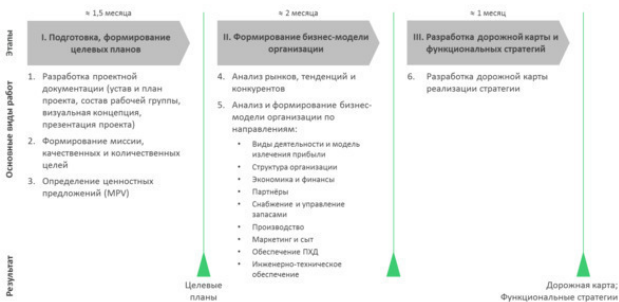 ≈ 1,5 месяца
≈ 2 месяца
≈ 1 месяц
Этапы
I. Подготовка, формирование
целевых планов
II. Формирование бизнес-модели
организации
III. Разработка дорожной карты и
функциональных стратегий
Основные виды работ
1. Разработка проектной
документации (устав и план
проекта, состав рабочей группы,
визуальная концепция,
презентация проекта)
2. Формирование миссии,
качественных и количественных
целей
3. Определение ценностных
предложений (MPV)
4. Анализ рынков, тенденций и
конкурентов
5. Анализ и формирование бизнес-
модели организации по
направлениям:
• Виды деятельности и модель
извлечения прибыли
• Структура организации
• Экономика и финансы
• Партнёры
• Снабжение и управление
запасами
• Производство
• Маркетинг и сыт
• Обеспечение ПХД
• Инженерно-техническое
обеспечение
6. Разработка дорожной карты
реализации стратегии
Результат
Целевые
планы
Дорожная карта;
Функциональные стратегии